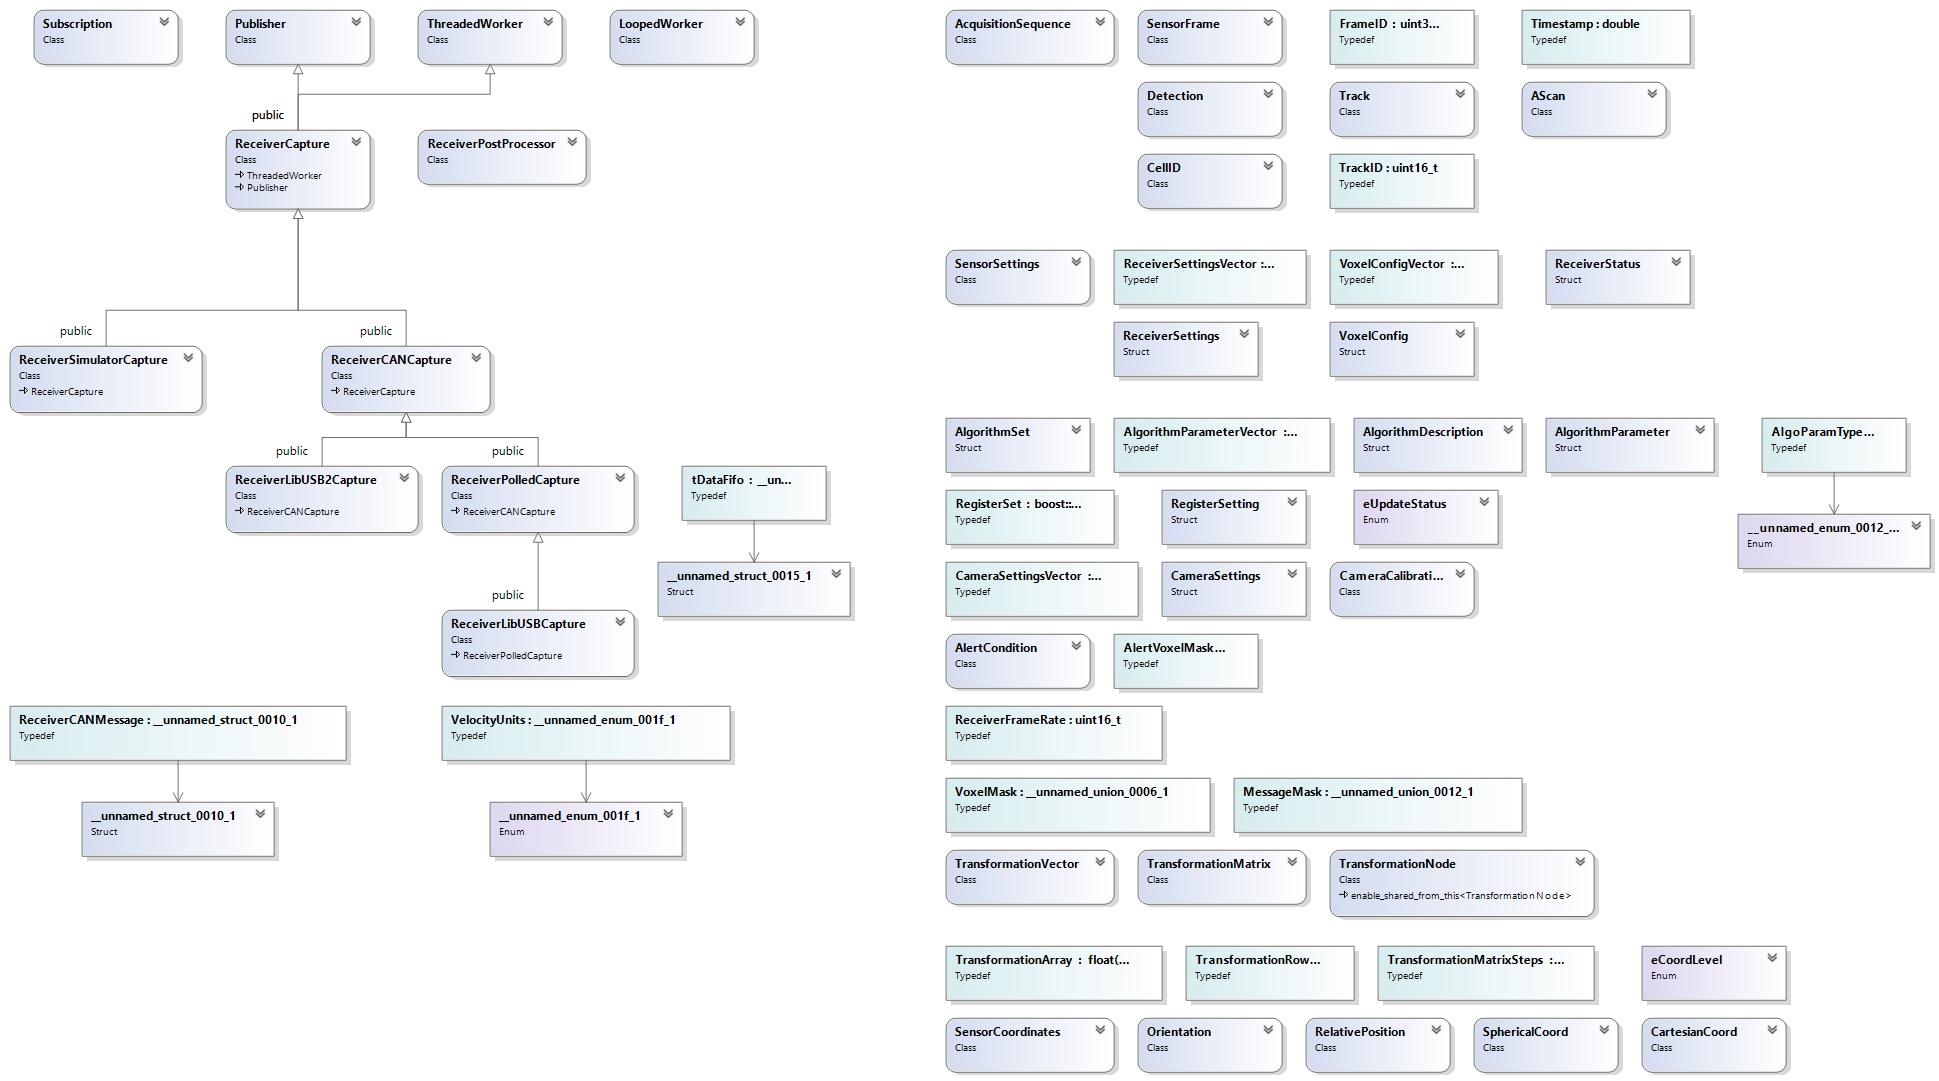 Subscription
Class
Publisher
Class
ThreadedWorker
Class
LoopedWorker
Class
public
ReceiverCapture
Class
ThreadedWorker
Publisher
ReceiverPostProcessor
Class
public
public
ReceiverSimulatorCapture
Class
ReceiverCapture
ReceiverCANCapture
Class
ReceiverCapture
public
public
ReceiverLibUSB2Capture
Class
ReceiverCANCapture
ReceiverPolledCapture
Class
ReceiverCANCapture
tDataFifo : __un...
Typedef
__unnamed_struct_0015_1
Struct
public
ReceiverLibUSBCapture
Class
ReceiverPolledCapture
ReceiverCANMessage : __unnamed_struct_0010_1
Typedef
VelocityUnits : __unnamed_enum_001f_1
Typedef
__unnamed_struct_0010_1
Struct
__unnamed_enum_001f_1
Enum
AcquisitionSequence
Class
SensorFrame
Class
FrameID : uint3...
Typedef
Timestamp : double
Typedef
Detection
Class
Track
Class
AScan
Class
CellID
Class
TrackID : uint16_t
Typedef
SensorSettings
Class
ReceiverSettingsVector :...
Typedef
VoxelConfigVector :...
Typedef
ReceiverStatus
Struct
ReceiverSettings
Struct
VoxelConfig
Struct
AlgorithmSet
Struct
AlgorithmParameterVector :...
Typedef
AlgorithmDescription
Struct
AlgorithmParameter
Struct
AlgoParamType...
Typedef
RegisterSet : boost::...
Typedef
RegisterSetting
Struct
eUpdateStatus
Enum
__unnamed_enum_0012_...
Enum
CameraSettingsVector :...
Typedef
CameraSettings
Struct
CameraCalibrati...
Class
AlertCondition
Class
AlertVoxelMask...
Typedef
ReceiverFrameRate : uint16_t
Typedef
VoxelMask : __unnamed_union_0006_1
Typedef
MessageMask : __unnamed_union_0012_1
Typedef
TransformationVector
Class
TransformationMatrix
Class
TransformationNode
Class
enable_shared_from_this<TransformationNode>
TransformationArray : float(...
Typedef
TransformationRow...
Typedef
TransformationMatrixSteps :...
Typedef
eCoordLevel
Enum
SensorCoordinates
Class
Orientation
Class
RelativePosition
Class
SphericalCoord
Class
CartesianCoord
Class